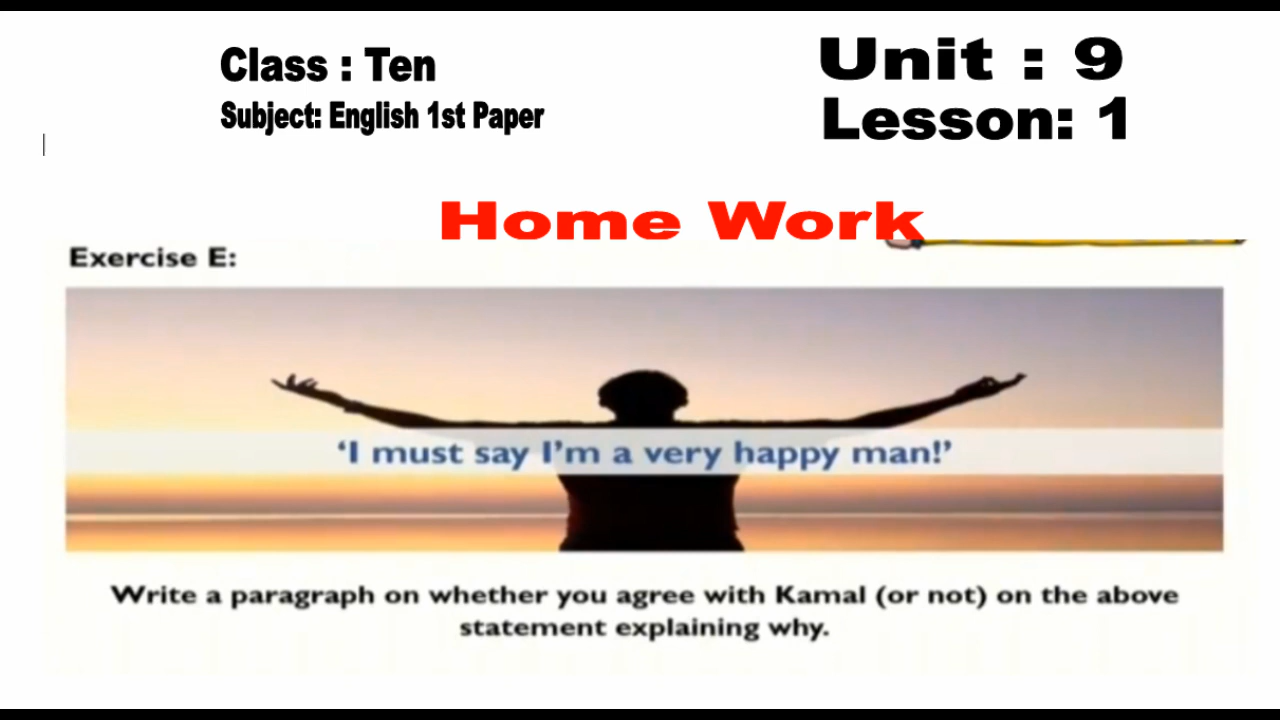 Class : Ten
Subject: English 1st Paper
Unit : 9
Lesson: 1
Home Work
Exercise E:
‘I must say I’m a very happy man!’
Write a paragraph on whether you agree with Kamal (or not) on the above
statement explaining why.